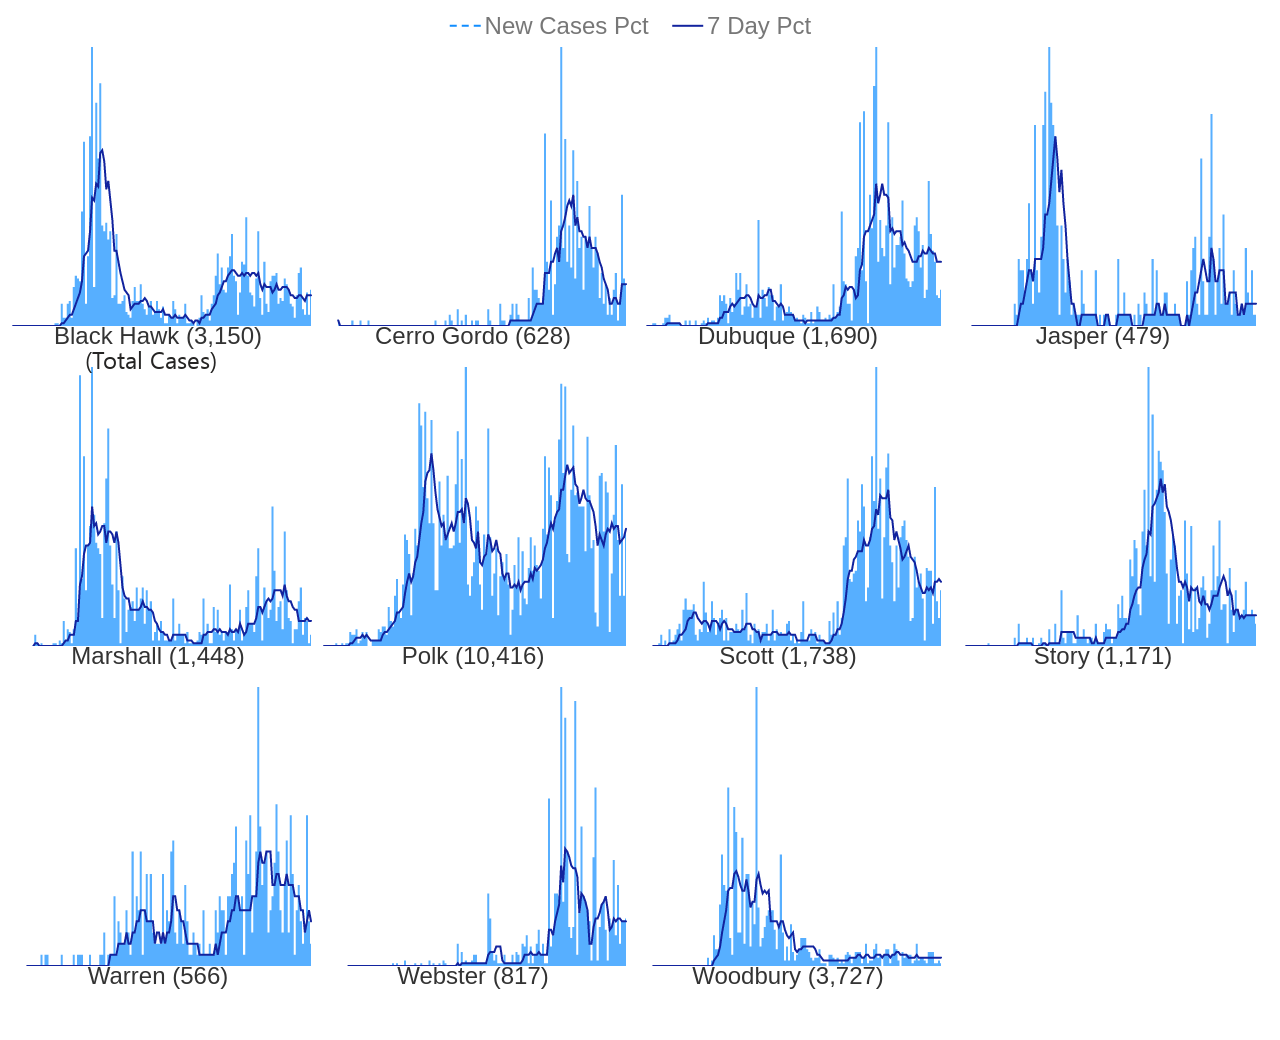 New Cases Pct 7 Day Pct
Black Hawk (3,150) Cerro Gordo (628) Dubuque (1,690) Jasper (479)
(Total Cases)
Marshall (1,448) Polk (10,416) Scott (1,738) Story (1,171)
Warren (566) Webster (817) Woodbury (3,727)